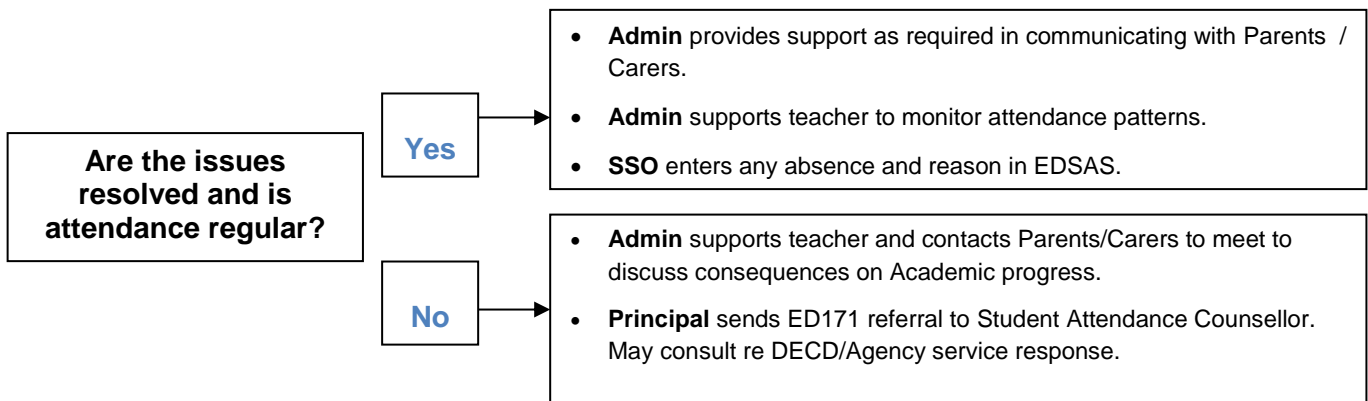 Are the issues
resolved and is
attendance regular?
Yes
• Admin provides support as required in communicating with Parents /
Carers.
• Admin supports teacher to monitor attendance patterns.
• SSO enters any absence and reason in EDSAS.
No
• Admin supports teacher and contacts Parents/Carers to meet to
discuss consequences on Academic progress.
• Principal sends ED171 referral to Student Attendance Counsellor.
May consult re DECD/Agency service response.